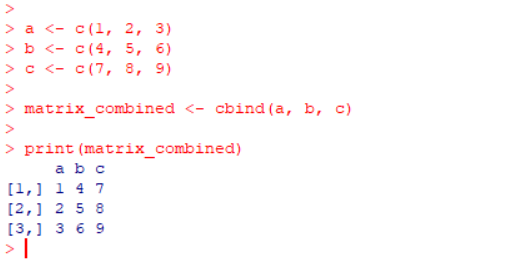 >
> a <- c(1, 2, 3)
> b <- c(4, 5, 6)
> c <- c(7, 8, 9)
>
> matrix_combined <- cbind(a, b, c)
>
> print(matrix_combined)
     a b c
[1,] 1 4 7
[2,] 2 5 8
[3,] 3 6 9
>